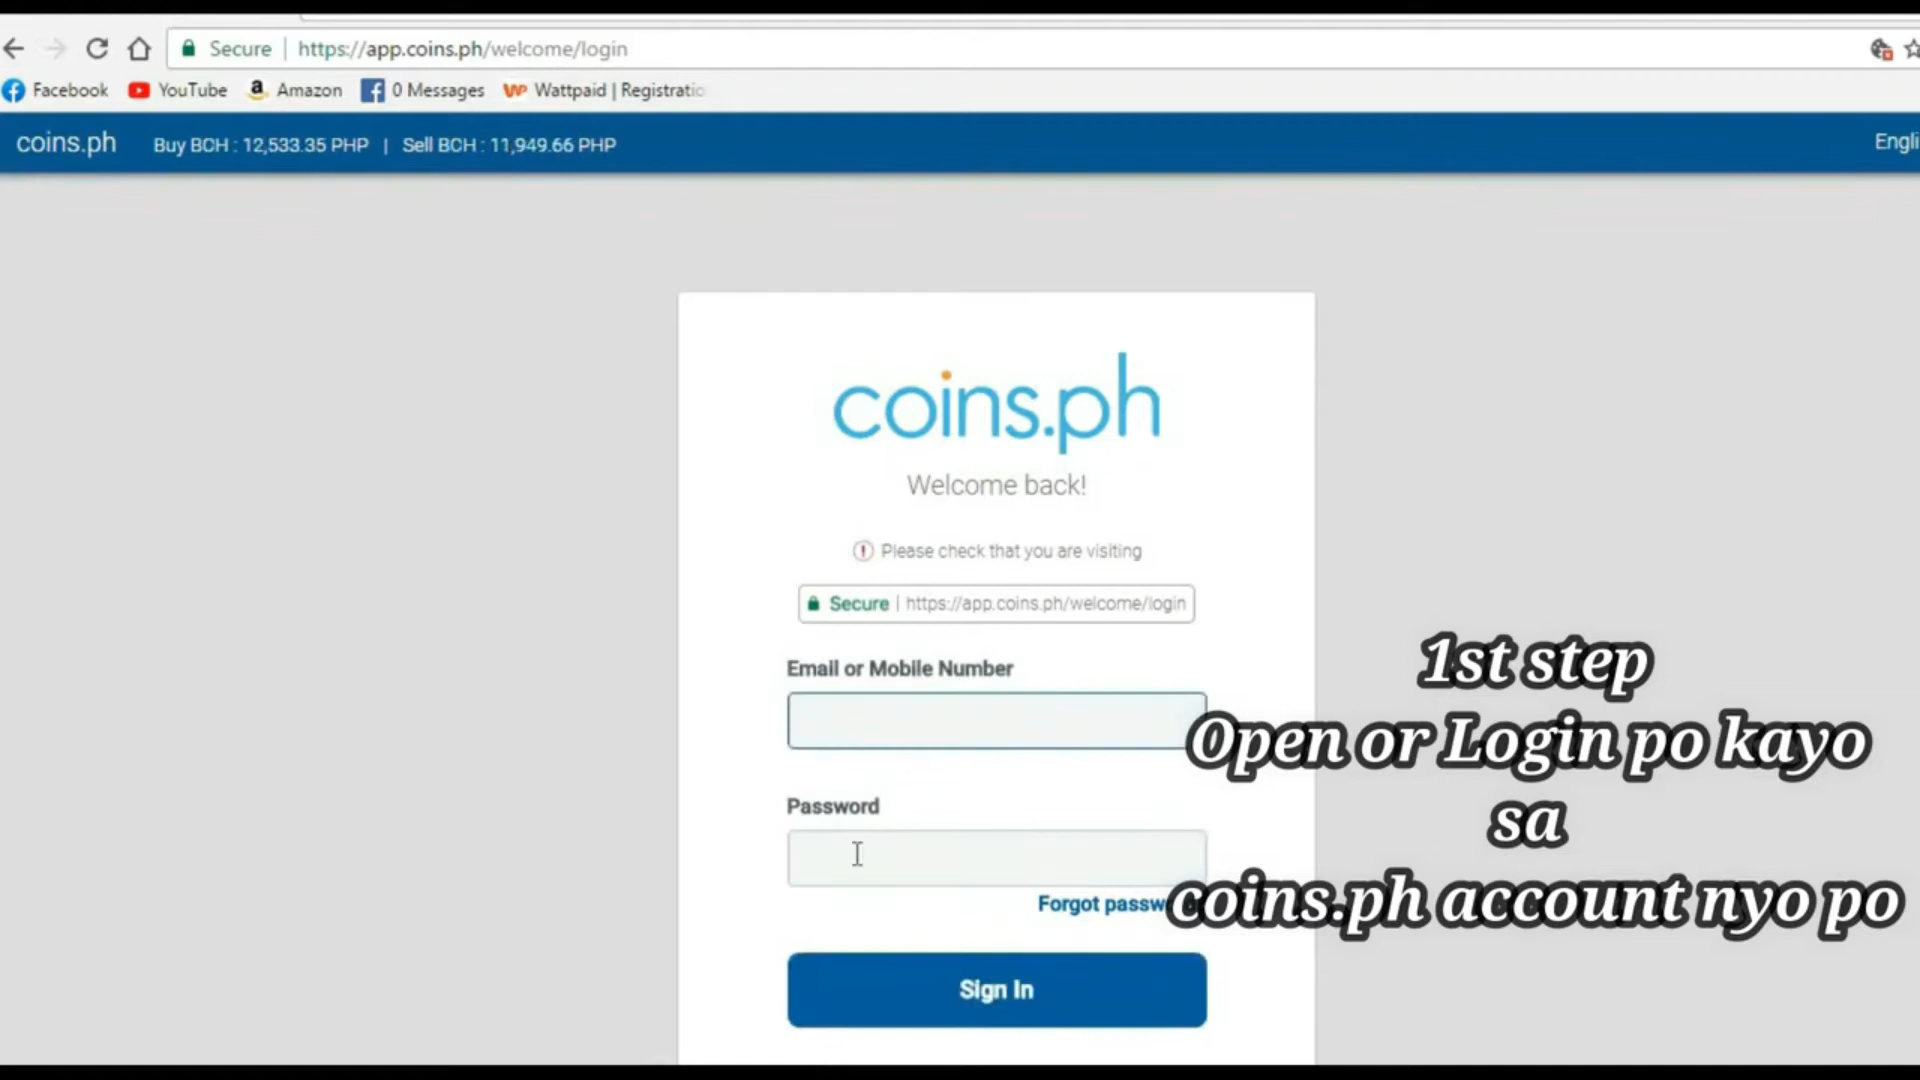 Secure | https://app.coins.ph/welcome/login
Facebook YouTube Amazon 0 Messages Wattpaid | Registratio
coins.ph Buy BCH : 12,533.35 PHP | Sell BCH : 11,949.66 PHP Engli
coins.ph
Welcome back!
Please check that you are visiting
Secure | https://app.coins.ph/welcome/login
Email or Mobile Number
Password
Forgot passw
Sign In
1st step
Open or Login po kayo
sa
coins.ph account nyo po